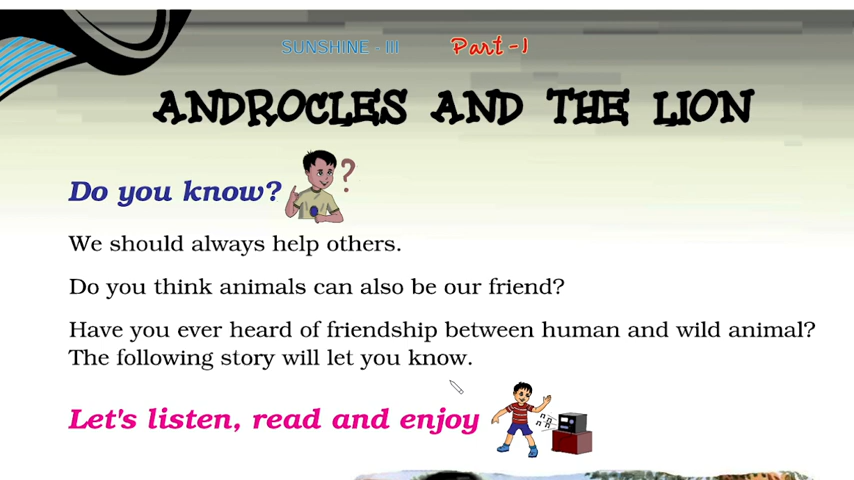 SUNSHINE - III Part -1
ANDROCLES AND THE LION
Do you know?
?
We should always help others.
Do you think animals can also be our friend?
Have you ever heard of friendship between human and wild animal?
The following story will let you know.
Let's listen, read and enjoy